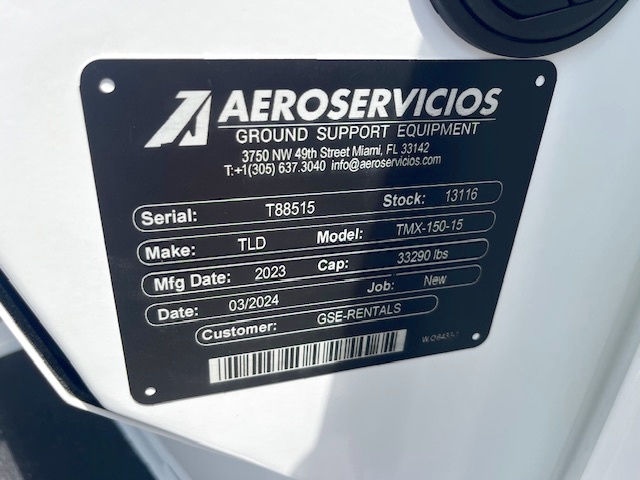 AEROSERVICIOS
GROUND SUPPORT EQUIPMENT
3750 NW 49th Street Miami, FL 33142
T:+1(305) 637.3040 info@aeroservicios.com
Serial: T88515 Stock: 13116
Make: TLD Model: TMX-150-15
Mfg Date: 2023 Cap: 33290 lbs
Date: 03/2024 Job: New
Customer: GSE-RENTALS